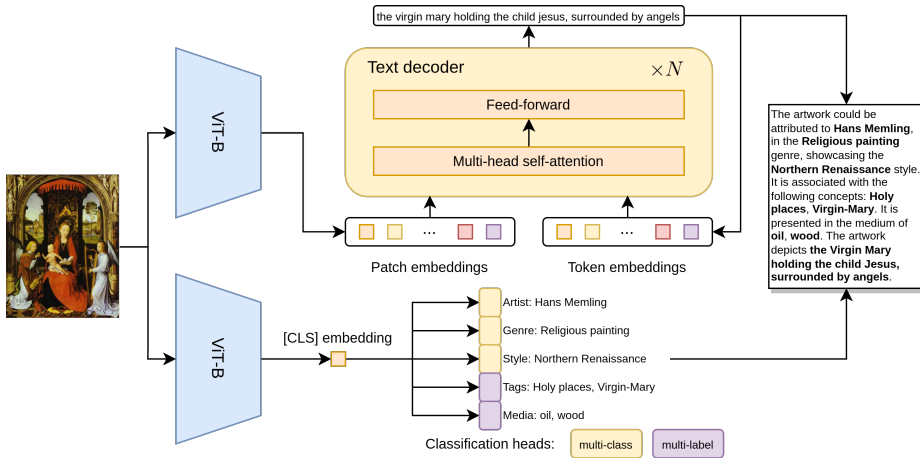 the virgin mary holding the child jesus, surrounded by angels
Text decoder
×N
Feed-forward
Multi-head self-attention
ViT-B
...
...
Patch embeddings
Token embeddings
The artwork could be
attributed to Hans Memling,
in the Religious painting
genre, showcasing the
Northern Renaissance style.
It is associated with the
following concepts: Holy
places, Virgin-Mary. It is
presented in the medium of
oil, wood. The artwork
depicts the Virgin Mary
holding the child Jesus,
surrounded by angels.
ViT-B
[CLS] embedding
Artist: Hans Memling
Genre: Religious painting
Style: Northern Renaissance
Tags: Holy places, Virgin-Mary
Media: oil, wood
Classification heads:
multi-class
multi-label